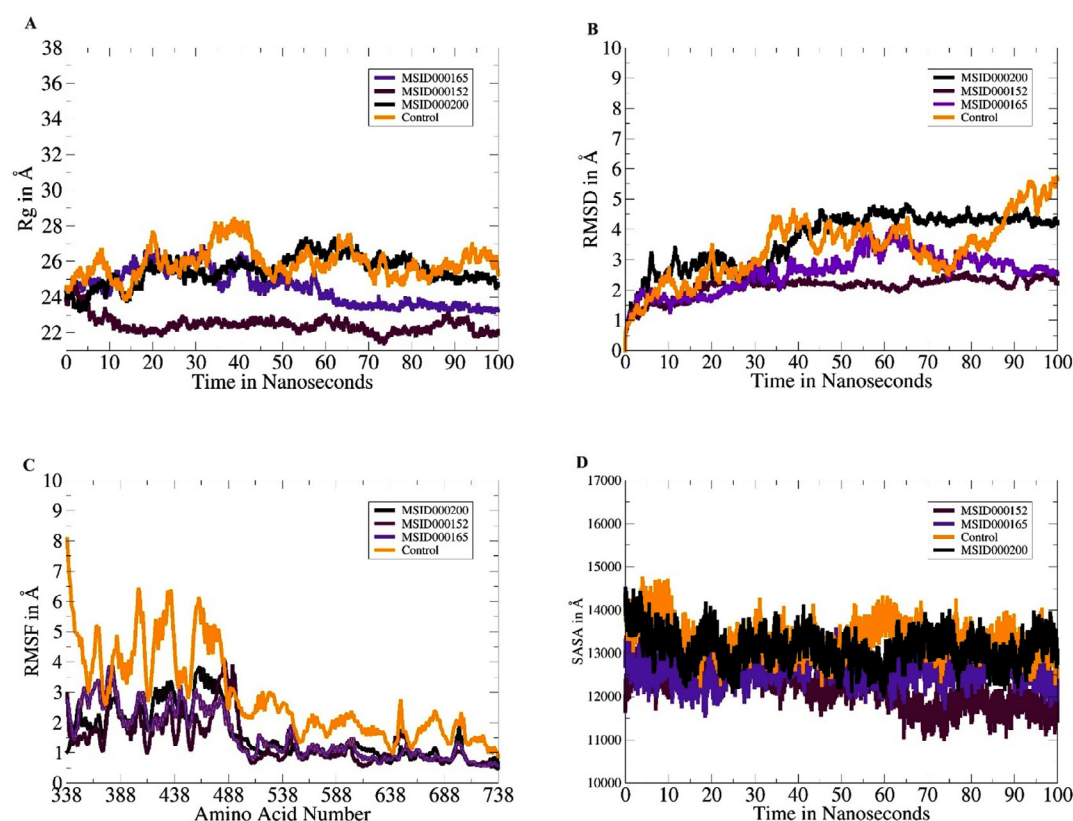 A
38
36
34
32
30
28
26
24
22
Rg in Å
MSID000165
MSID000152
MSID000200
Control
0 10 20 30 40 50 60 70 80 90 100
Time in Nanoseconds
B
10
9
8
7
6
5
4
3
2
1
0
RMSD in Å
MSID000200
MSID000152
MSID000165
Control
0 10 20 30 40 50 60 70 80 90 100
Time in Nanoseconds
C
10
9
8
7
6
5
4
3
2
1
0
RMSF in Å
MSID000200
MSID000152
MSID000165
Control
338 388 438 488 538 588 638 688 738
Amino Acid Number
D
17000
16000
15000
14000
13000
12000
11000
10000
SASA in Å
MSID000152
MSID000165
Control
MSID000200
0 10 20 30 40 50 60 70 80 90 100
Time in Nanoseconds